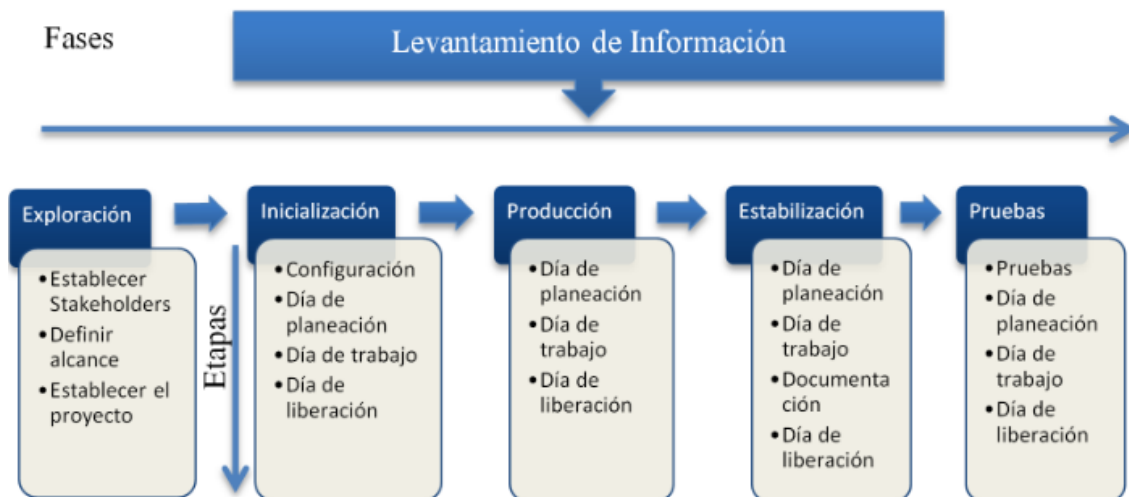 Fases
Levantamiento de Información
Exploración
•Establecer
Stakeholders
•Definir
alcance
•Establecer el
proyecto
Etapas
Inicialización
•Configuración
•Día de
planeación
•Día de trabajo
•Día de
liberación
Producción
•Día de
planeación
•Día de
trabajo
•Día de
liberación
Estabilización
•Día de
planeación
•Día de
trabajo
•Documenta
ción
•Día de
liberación
Pruebas
•Pruebas
•Día de
planeación
•Día de
trabajo
•Día de
liberación